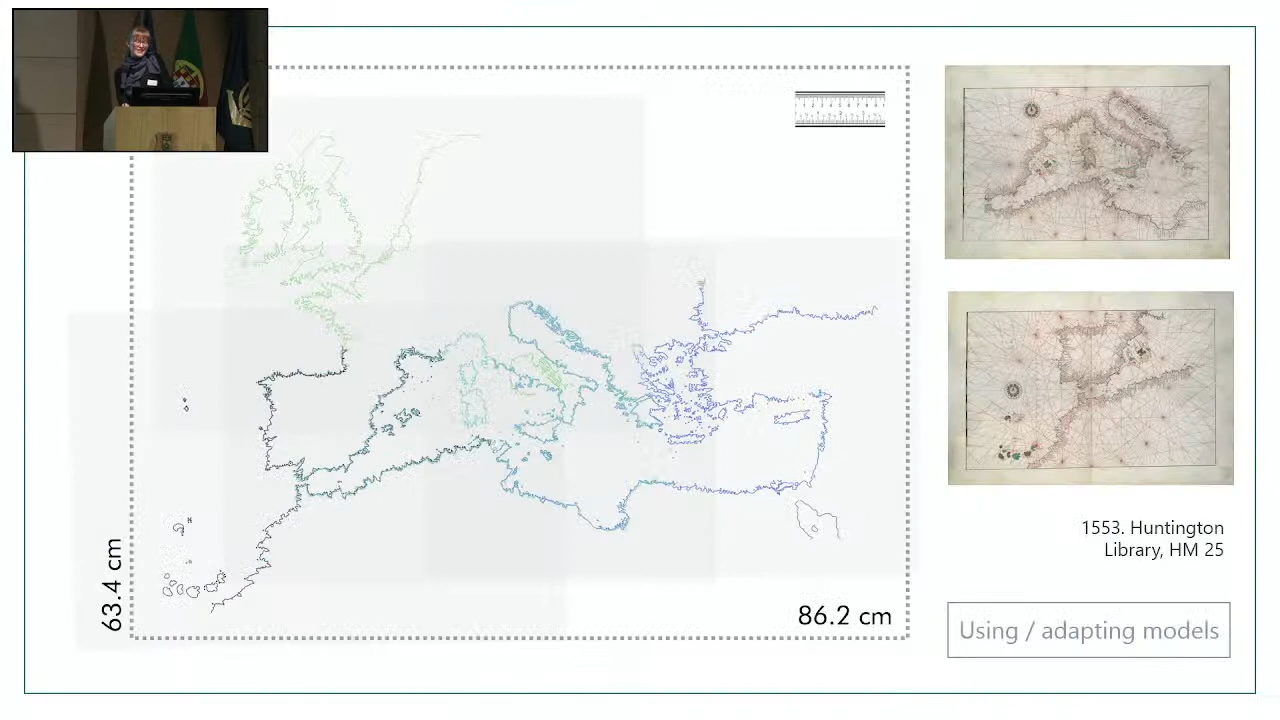 63.4 cm
86.2 cm
1553. Huntington
Library, HM 25
Using / adapting models